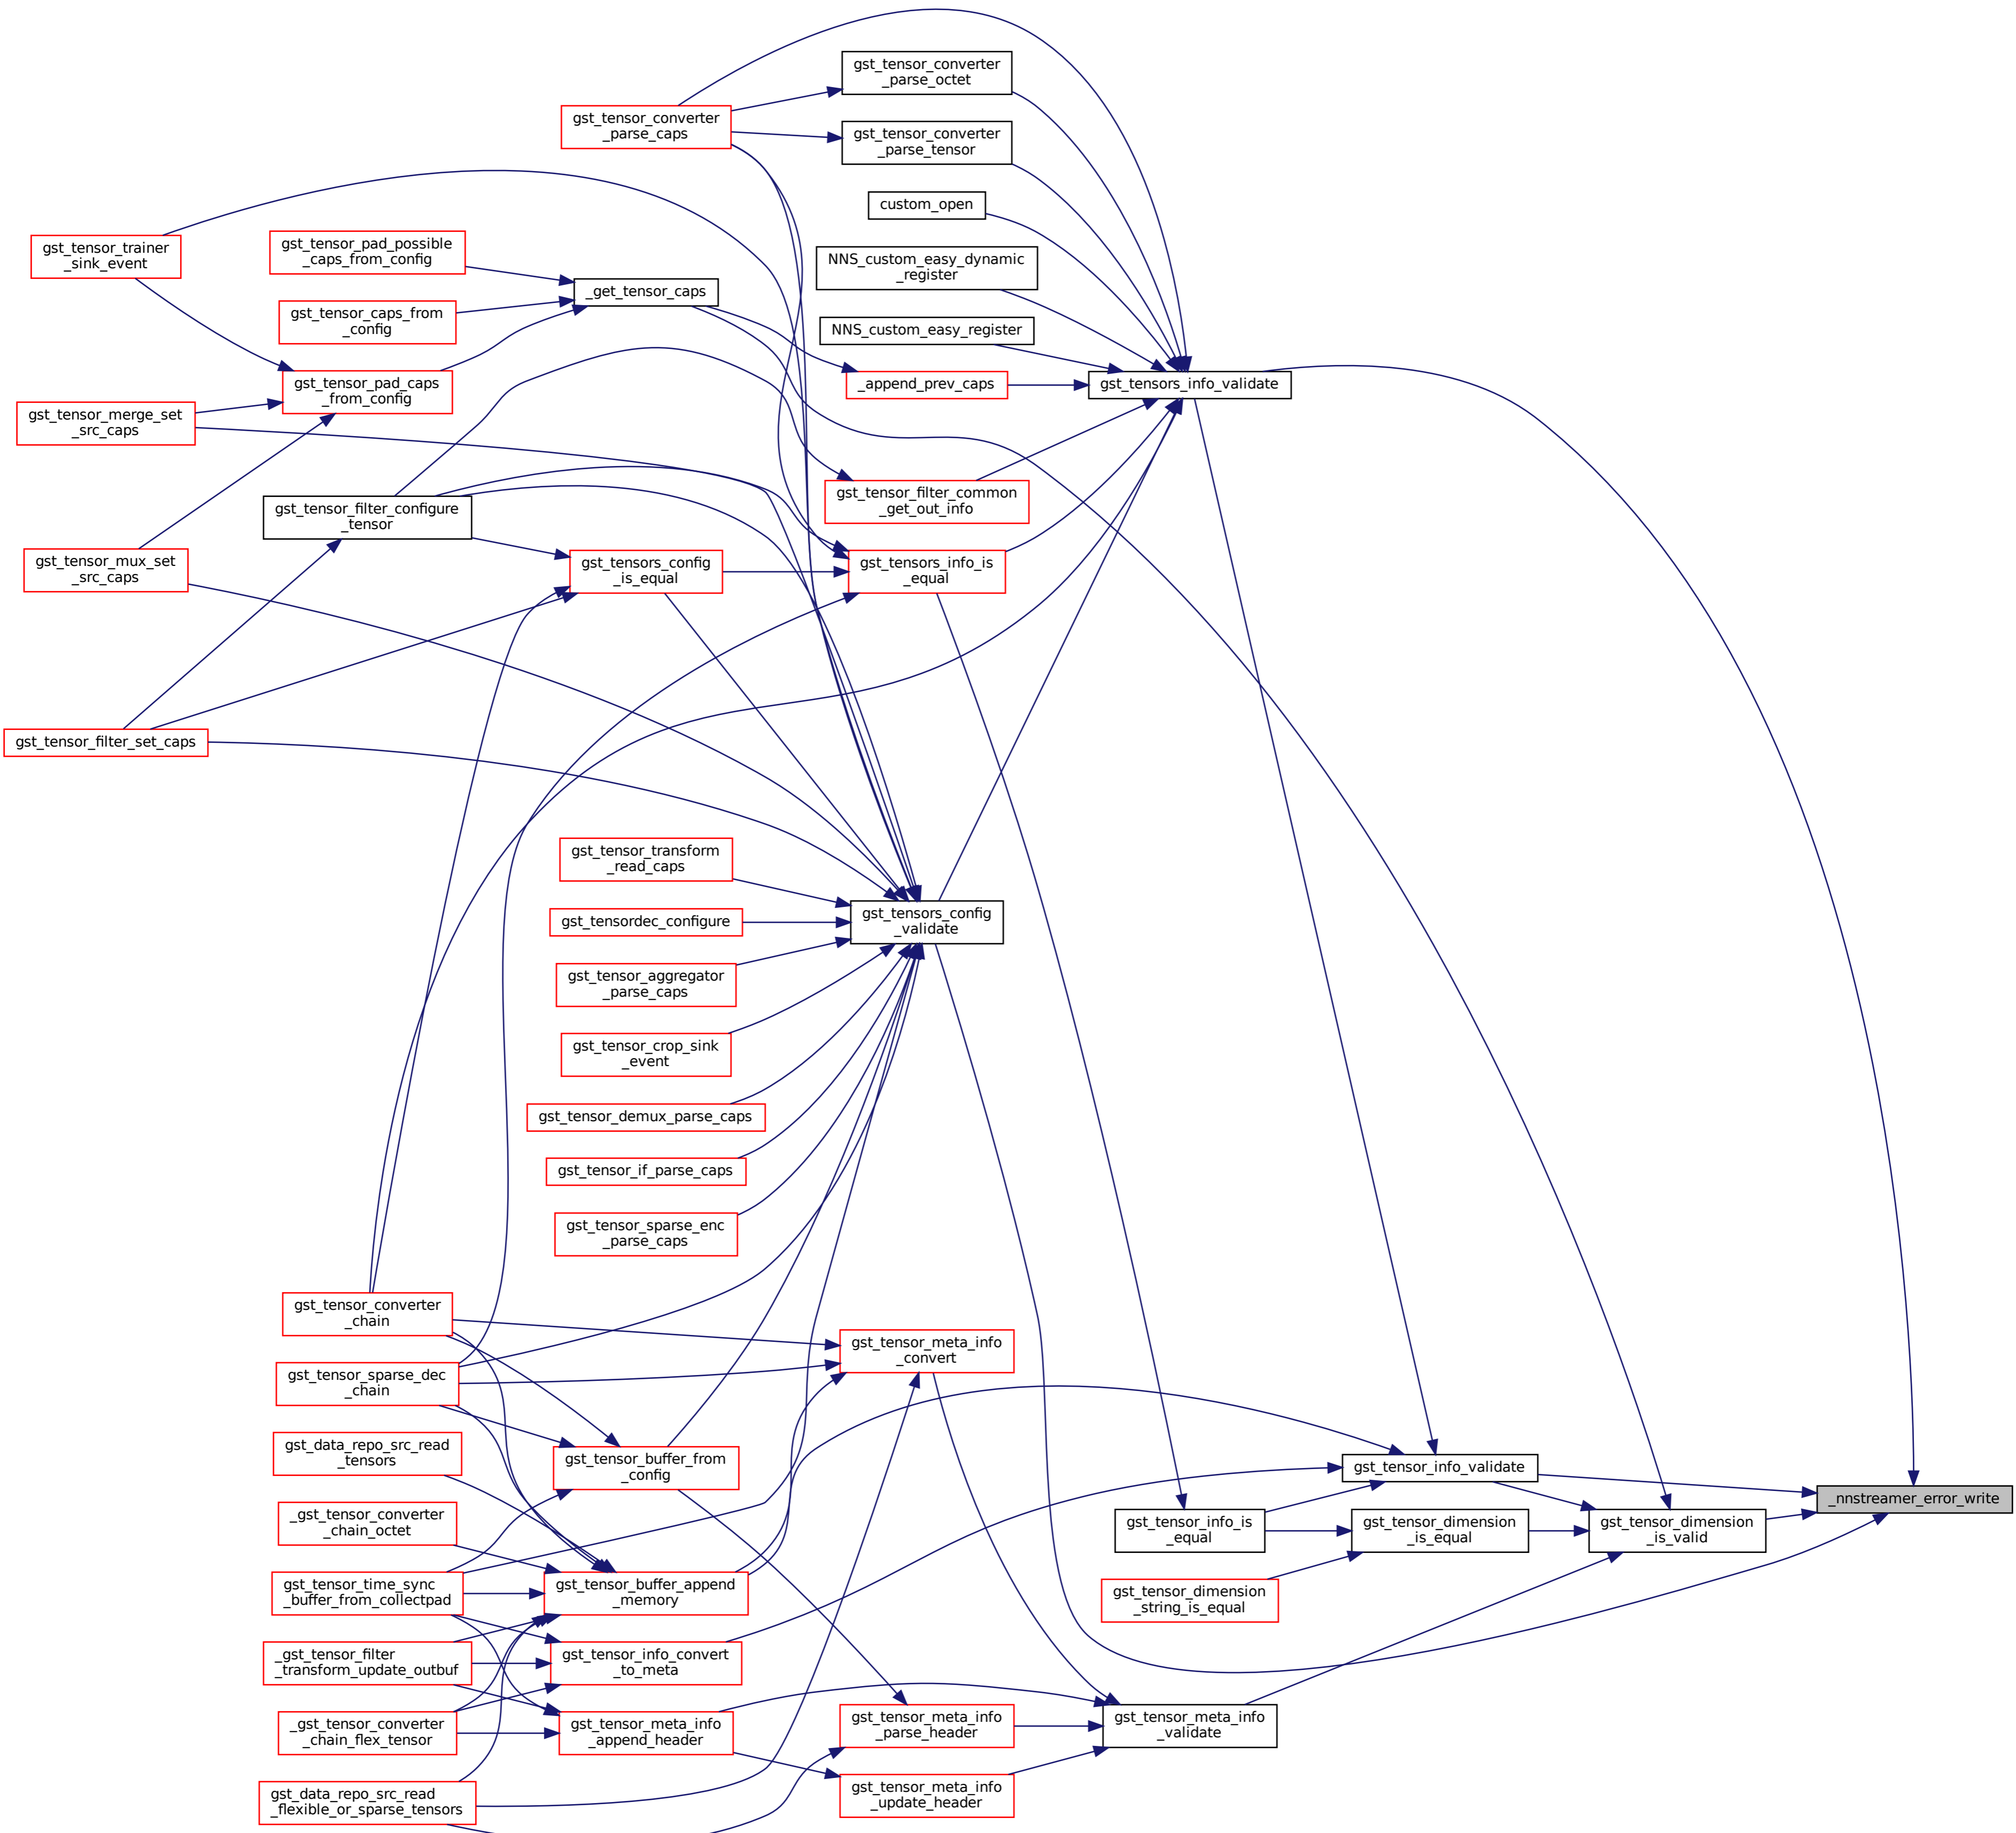 gst_tensor_converter
_parse_octet
gst_tensor_converter
_parse_caps
gst_tensor_converter
_parse_tensor
custom_open
gst_tensor_trainer
_sink_event
gst_tensor_pad_possible
_caps_from_config
NNS_custom_easy_dynamic
_register
_get_tensor_caps
gst_tensor_caps_from
_config
NNS_custom_easy_register
gst_tensor_pad_caps
_from_config
_append_prev_caps
gst_tensors_info_validate
gst_tensor_merge_set
_src_caps
gst_tensor_filter_common
_get_out_info
gst_tensor_filter_configure
_tensor
gst_tensor_mux_set
_src_caps
gst_tensors_config
_is_equal
gst_tensors_info_is
_equal
gst_tensor_filter_set_caps
gst_tensor_transform
_read_caps
gst_tensordec_configure
gst_tensors_config
_validate
gst_tensor_aggregator
_parse_caps
gst_tensor_crop_sink
_event
gst_tensor_demux_parse_caps
gst_tensor_if_parse_caps
gst_tensor_sparse_enc
_parse_caps
gst_tensor_converter
_chain
gst_tensor_meta_info
_convert
gst_tensor_sparse_dec
_chain
gst_data_repo_src_read
_tensors
gst_tensor_buffer_from
_config
gst_tensor_info_validate
_nnstreamer_error_write
_gst_tensor_converter
_chain_octet
gst_tensor_info_is
_equal
gst_tensor_dimension
_is_equal
gst_tensor_dimension
_is_valid
gst_tensor_time_sync
_buffer_from_collectpad
gst_tensor_buffer_append
_memory
gst_tensor_dimension
_string_is_equal
_gst_tensor_filter
_transform_update_outbuf
gst_tensor_info_convert
_to_meta
_gst_tensor_converter
_chain_flex_tensor
gst_tensor_meta_info
_append_header
gst_tensor_meta_info
_parse_header
gst_tensor_meta_info
_validate
gst_data_repo_src_read
_flexible_or_sparse_tensors
gst_tensor_meta_info
_update_header